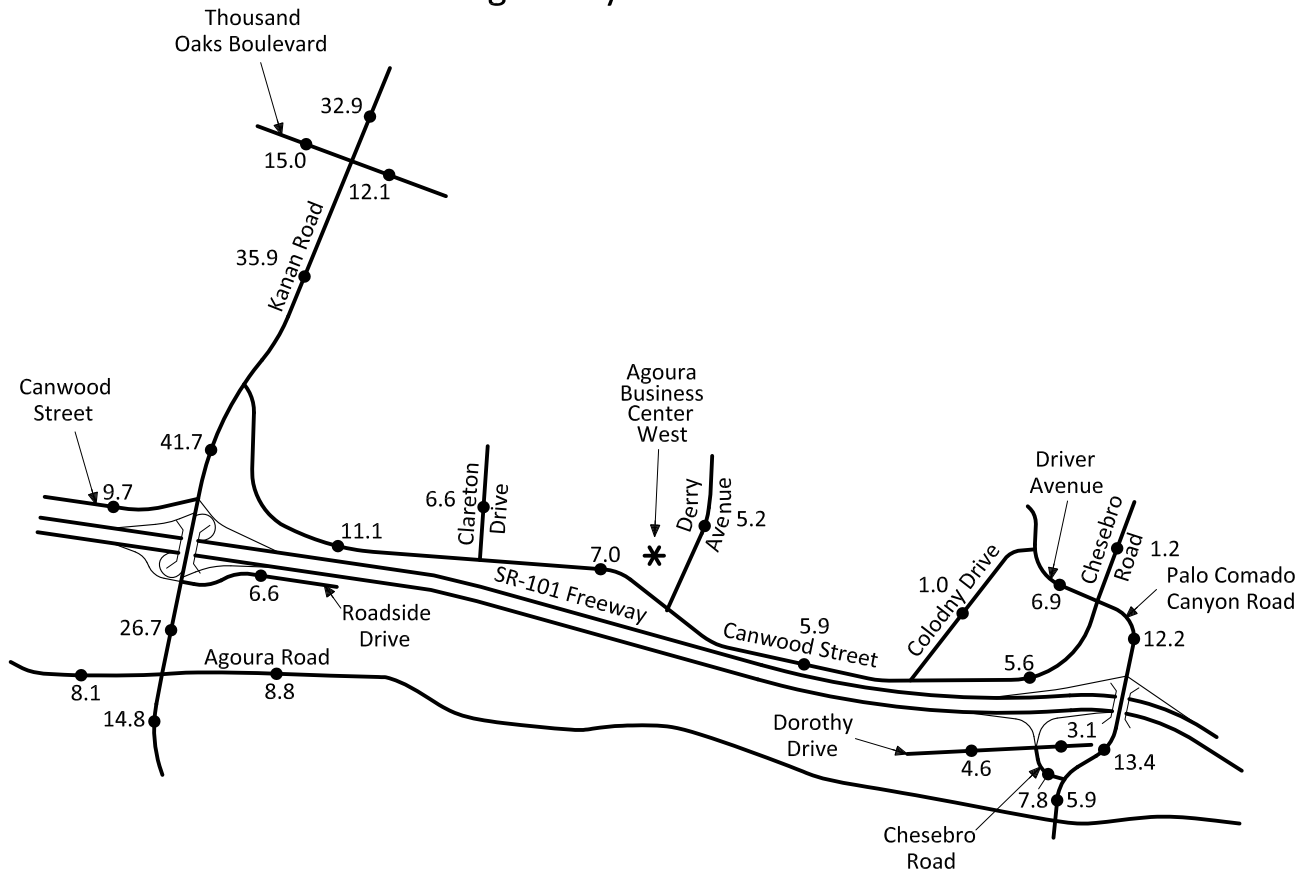 Thousand
Oaks Boulevard
32.9
15.0
12.1
35.9
Kanan Road
Canwood
Street
41.7
9.7
11.1
6.6
Clareton
Drive
Agoura
Business
Center
West
7.0
Derry
Avenue
5.2
Driver
Avenue
Chesebro
Road
1.2
Palo Comado
Canyon Road
1.0
6.9
Colodny Drive
12.2
SR-101 Freeway
6.6
Roadside
Drive
26.7
5.9
Canwood Street
5.6
Agoura Road
8.1
8.8
14.8
Dorothy
Drive
3.1
4.6
13.4
7.8
5.9
Chesebro
Road